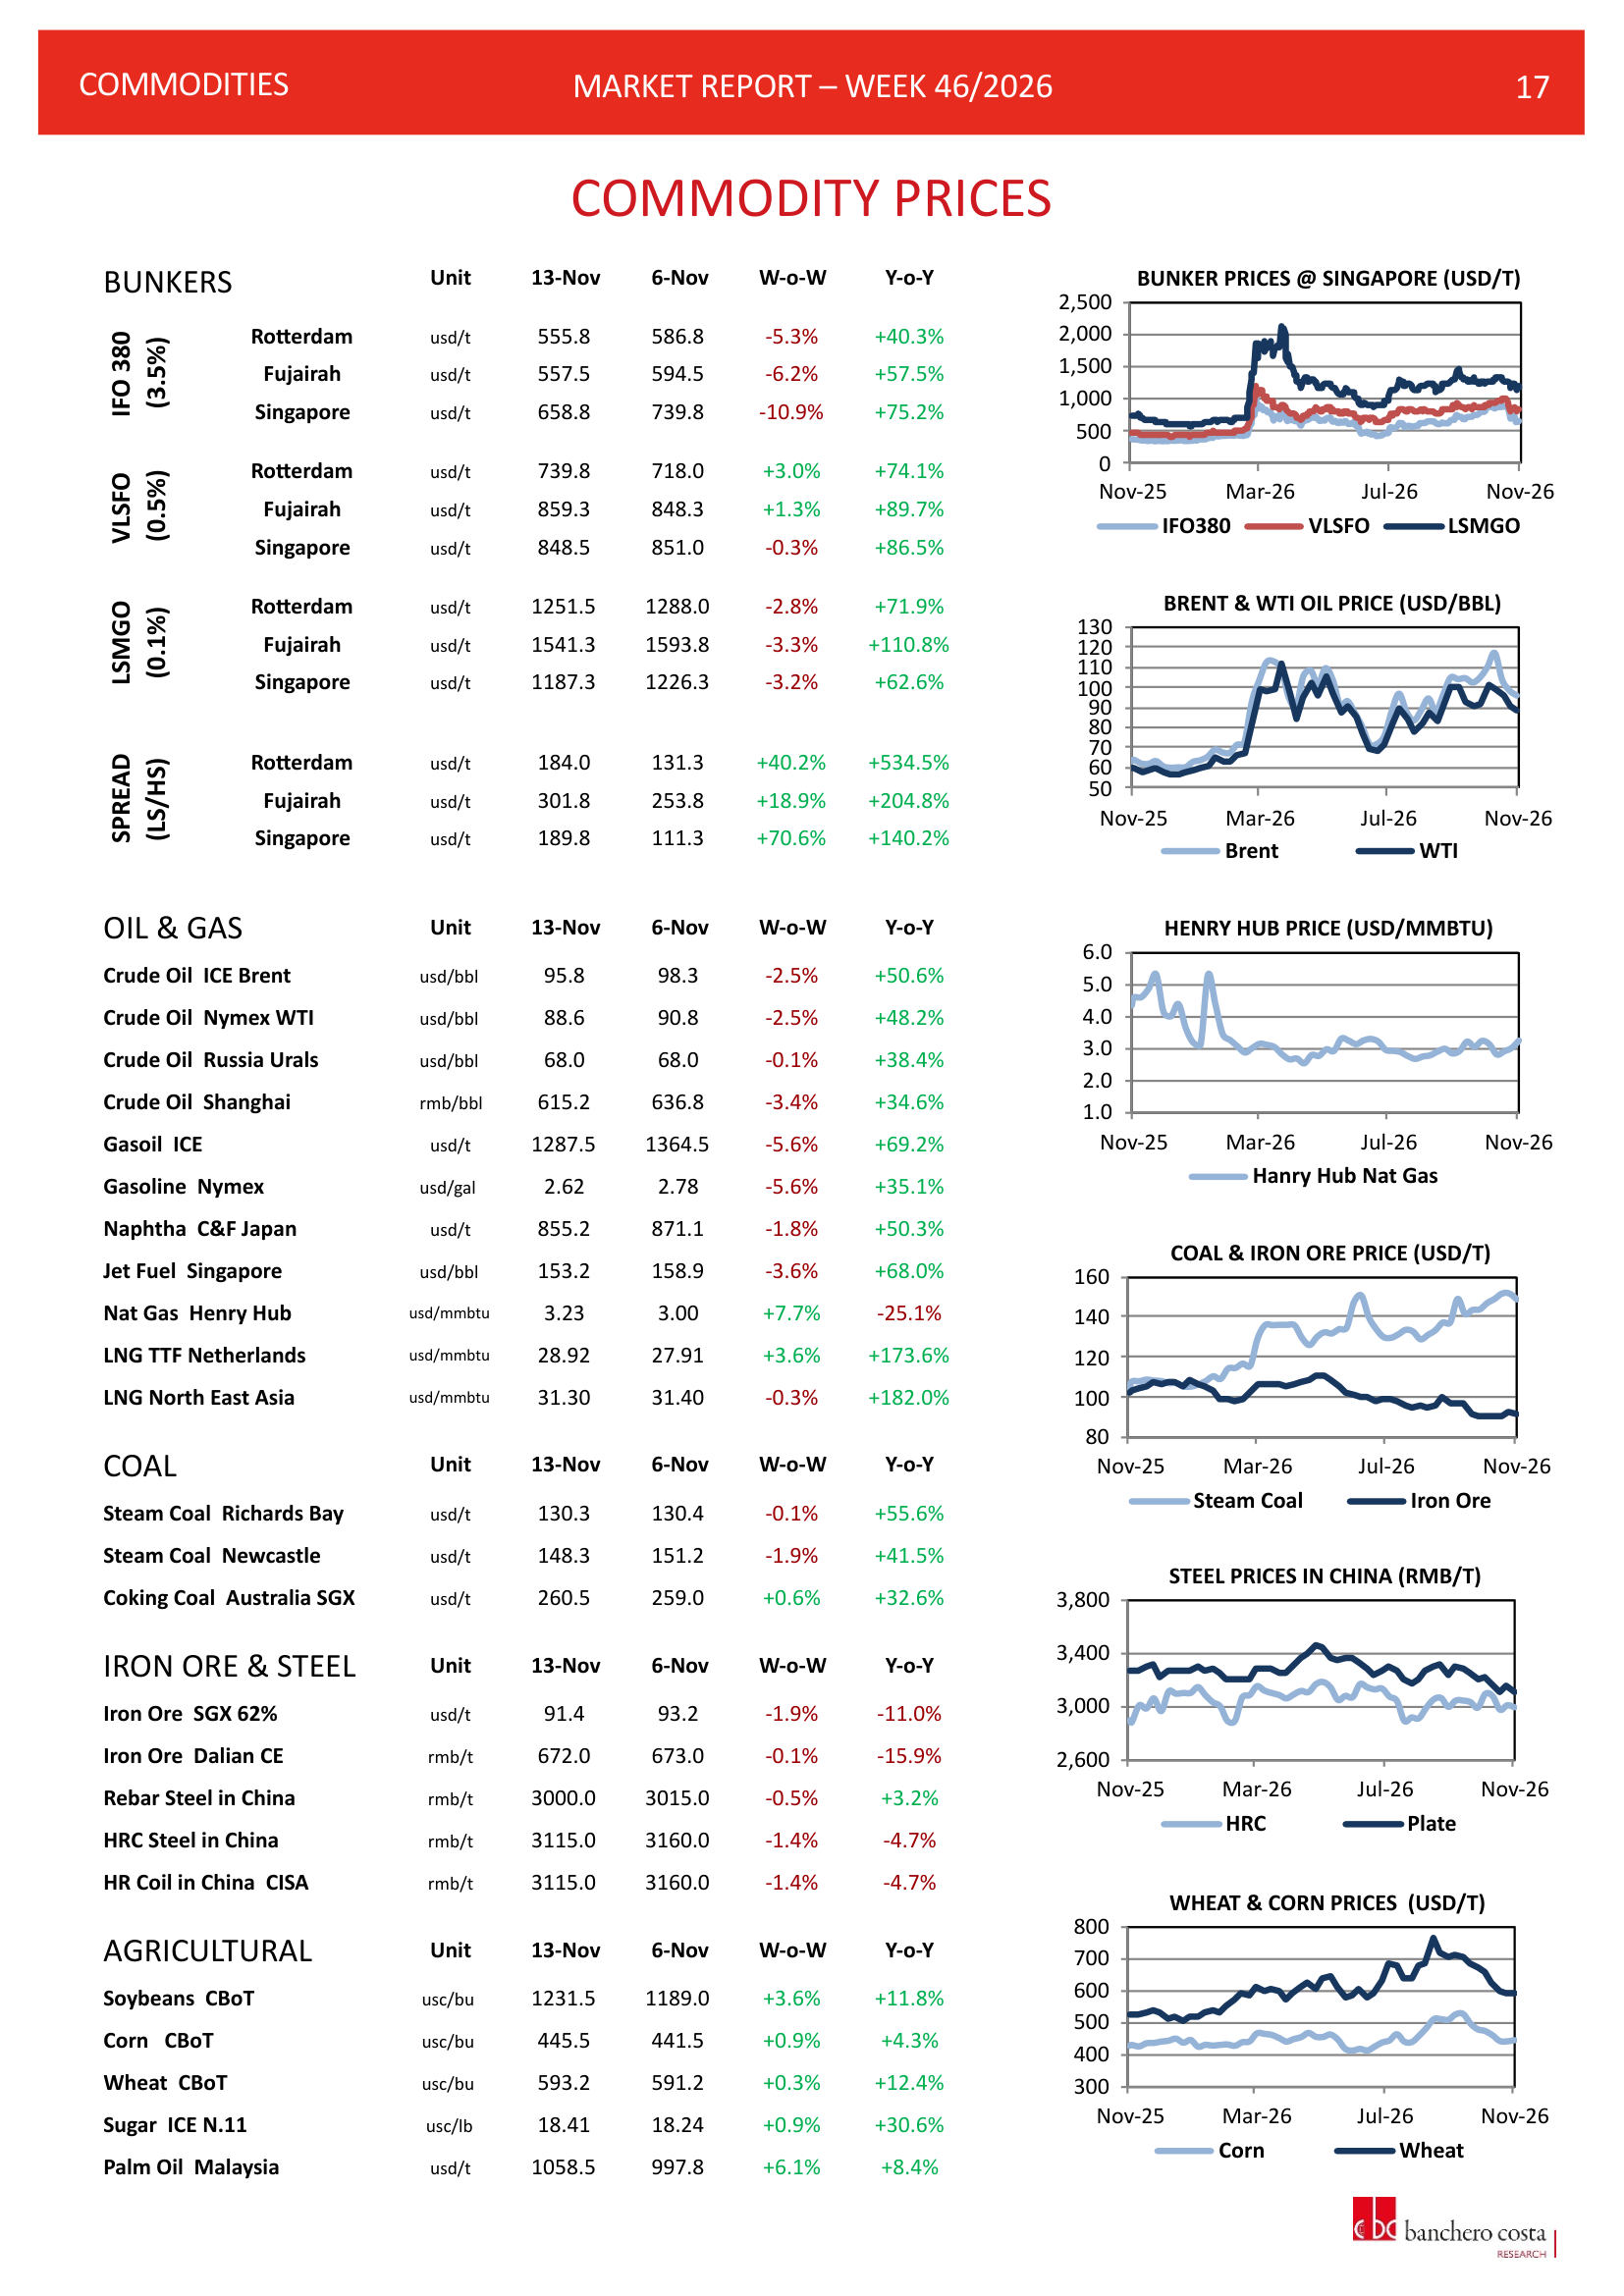 COMMODITIES MARKET REPORT – WEEK 46/2026 17
COMMODITY PRICES
BUNKERS Unit 13-Nov 6-Nov W-o-W Y-o-Y
IFO 380 (3.5%)
Rotterdam usd/t 555.8 586.8 -5.3% +40.3%
Fujairah usd/t 557.5 594.5 -6.2% +57.5%
Singapore usd/t 658.8 739.8 -10.9% +75.2%
VLSFO (0.5%)
Rotterdam usd/t 739.8 718.0 +3.0% +74.1%
Fujairah usd/t 859.3 848.3 +1.3% +89.7%
Singapore usd/t 848.5 851.0 -0.3% +86.5%
LSMGO (0.1%)
Rotterdam usd/t 1251.5 1288.0 -2.8% +71.9%
Fujairah usd/t 1541.3 1593.8 -3.3% +110.8%
Singapore usd/t 1187.3 1226.3 -3.2% +62.6%
SPREAD (LS/HS)
Rotterdam usd/t 184.0 131.3 +40.2% +534.5%
Fujairah usd/t 301.8 253.8 +18.9% +204.8%
Singapore usd/t 189.8 111.3 +70.6% +140.2%
OIL & GAS Unit 13-Nov 6-Nov W-o-W Y-o-Y
Crude Oil ICE Brent usd/bbl 95.8 98.3 -2.5% +50.6%
Crude Oil Nymex WTI usd/bbl 88.6 90.8 -2.5% +48.2%
Crude Oil Russia Urals usd/bbl 68.0 68.0 -0.1% +38.4%
Crude Oil Shanghai rmb/bbl 615.2 636.8 -3.4% +34.6%
Gasoil ICE usd/t 1287.5 1364.5 -5.6% +69.2%
Gasoline Nymex usd/gal 2.62 2.78 -5.6% +35.1%
Naphtha C&F Japan usd/t 855.2 871.1 -1.8% +50.3%
Jet Fuel Singapore usd/bbl 153.2 158.9 -3.6% +68.0%
Nat Gas Henry Hub usd/mmbtu 3.23 3.00 +7.7% -25.1%
LNG TTF Netherlands usd/mmbtu 28.92 27.91 +3.6% +173.6%
LNG North East Asia usd/mmbtu 31.30 31.40 -0.3% +182.0%
COAL Unit 13-Nov 6-Nov W-o-W Y-o-Y
Steam Coal Richards Bay usd/t 130.3 130.4 -0.1% +55.6%
Steam Coal Newcastle usd/t 148.3 151.2 -1.9% +41.5%
Coking Coal Australia SGX usd/t 260.5 259.0 +0.6% +32.6%
IRON ORE & STEEL Unit 13-Nov 6-Nov W-o-W Y-o-Y
Iron Ore SGX 62% usd/t 91.4 93.2 -1.9% -11.0%
Iron Ore Dalian CE rmb/t 672.0 673.0 -0.1% -15.9%
Rebar Steel in China rmb/t 3000.0 3015.0 -0.5% +3.2%
HRC Steel in China rmb/t 3115.0 3160.0 -1.4% -4.7%
HR Coil in China CISA rmb/t 3115.0 3160.0 -1.4% -4.7%
AGRICULTURAL Unit 13-Nov 6-Nov W-o-W Y-o-Y
Soybeans CBoT usc/bu 1231.5 1189.0 +3.6% +11.8%
Corn CBoT usc/bu 445.5 441.5 +0.9% +4.3%
Wheat CBoT usc/bu 593.2 591.2 +0.3% +12.4%
Sugar ICE N.11 usc/lb 18.41 18.24 +0.9% +30.6%
Palm Oil Malaysia usd/t 1058.5 997.8 +6.1% +8.4%
BUNKER PRICES @ SINGAPORE (USD/T)
2,500
2,000
1,500
1,000
500
0
Nov-25 Mar-26 Jul-26 Nov-26
IFO380 VLSFO LSMGO
BRENT & WTI OIL PRICE (USD/BBL)
130
120
110
100
90
80
70
60
50
Nov-25 Mar-26 Jul-26 Nov-26
Brent WTI
HENRY HUB PRICE (USD/MMBTU)
6.0
5.0
4.0
3.0
2.0
1.0
Nov-25 Mar-26 Jul-26 Nov-26
Hanry Hub Nat Gas
COAL & IRON ORE PRICE (USD/T)
160
140
120
100
80
Nov-25 Mar-26 Jul-26 Nov-26
Steam Coal Iron Ore
STEEL PRICES IN CHINA (RMB/T)
3,800
3,400
3,000
2,600
Nov-25 Mar-26 Jul-26 Nov-26
HRC Plate
WHEAT & CORN PRICES (USD/T)
800
700
600
500
400
300
Nov-25 Mar-26 Jul-26 Nov-26
Corn Wheat
bc banchero costa
RESEARCH